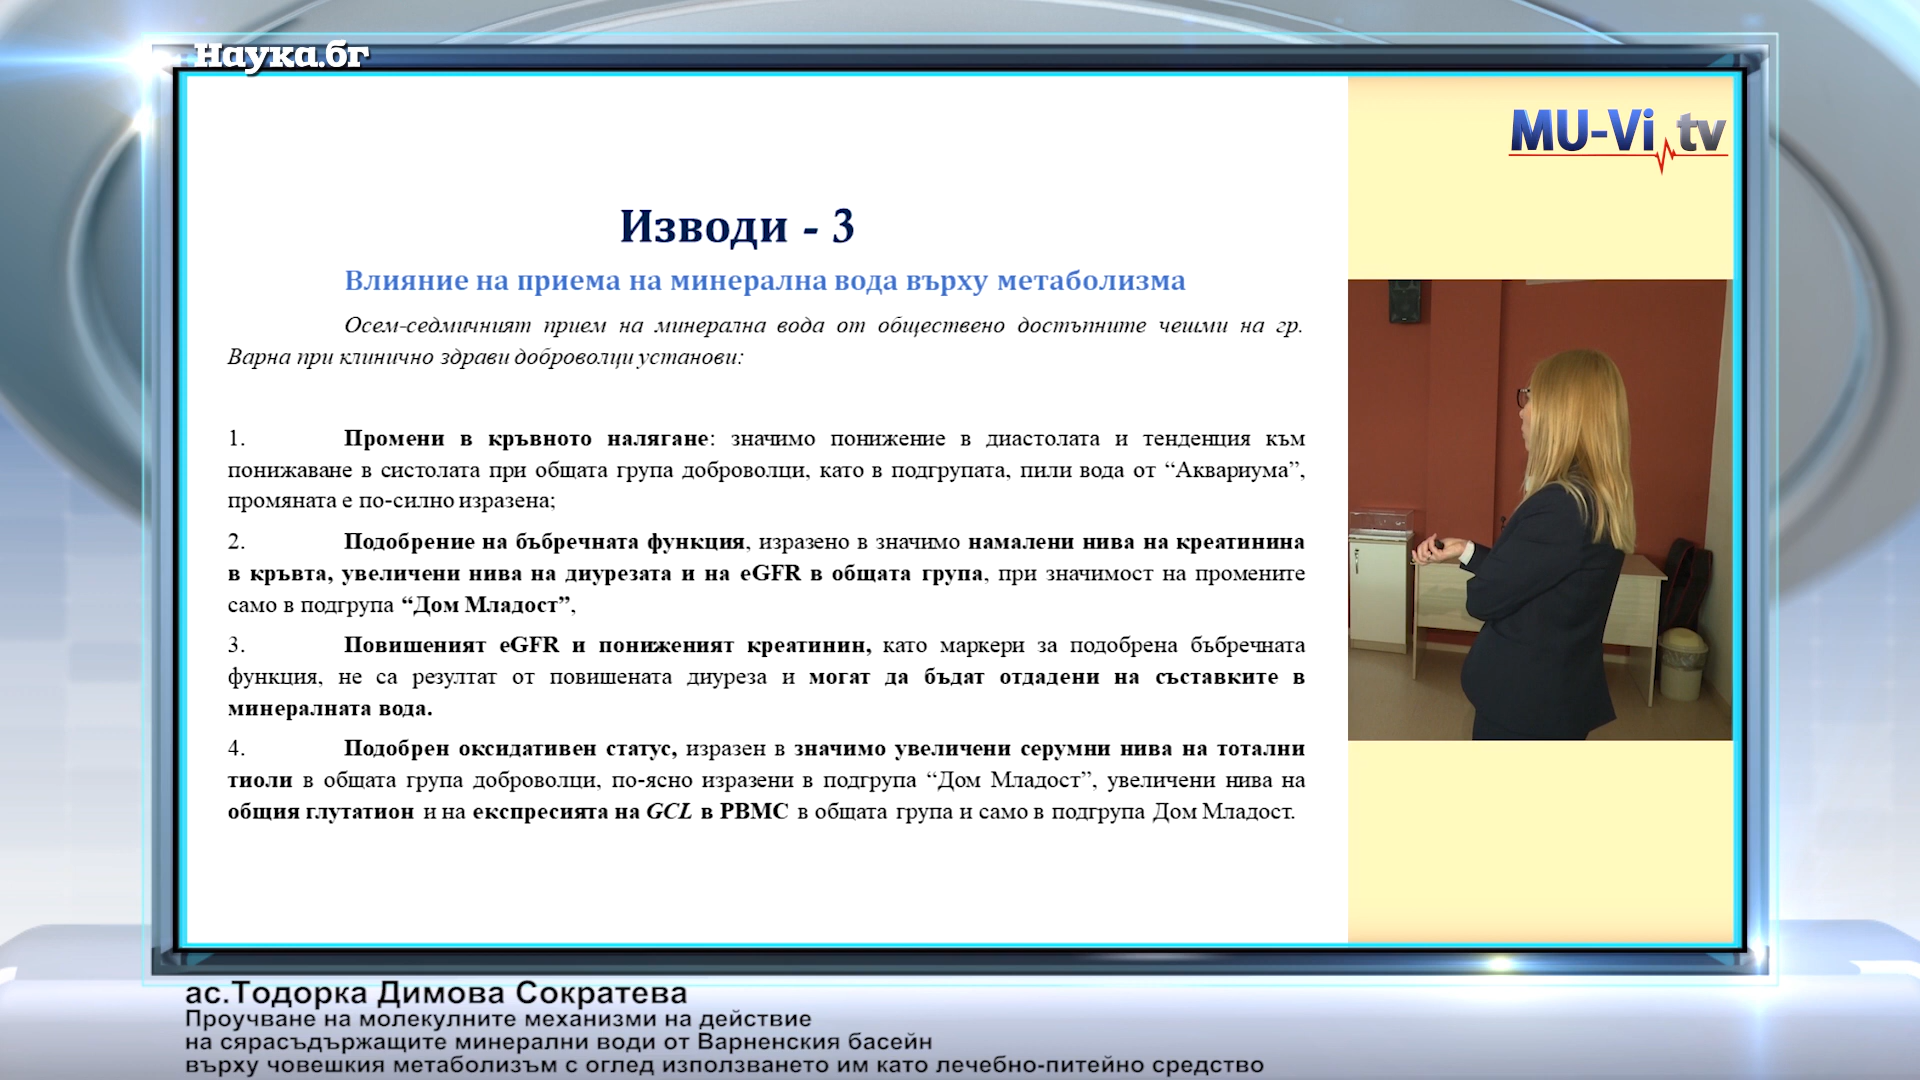 Наука.бг
MU-Vi tv
Изводи - 3
Влияние на приема на минерална вода върху метаболизма
Осем-седмичният прием на минерална вода от обществено достъпните чешми на гр.
Варна при клинично здрави доброволци установи:
1. Промени в кръвното налягане: значимо понижение в диастолата и тенденция към
понижаване в систолата при общата група доброволци, като в подгрупата, пили вода от “Аквариума”,
промяната е по-силно изразена;
2. Подобрение на бъбречната функция, изразено в значимо намалени нива на креатинина
в кръвта, увеличени нива на диурезата и на eGFR в общата група, при значимост на промените
само в подгрупа “Дом Младост”,
3. Повишеният eGFR и пониженият креатинин, като маркери за подобрена бъбречната
функция, не са резултат от повишената диуреза и могат да бъдат отдадени на съставките в
минералната вода.
4. Подобрен оксидативен статус, изразен в значимо увеличени серумни нива на тотални
тиоли в общата група доброволци, по-ясно изразени в подгрупа “Дом Младост”, увеличени нива на
общия глутатион и на експресията на GCL в PBMC в общата група и само в подгрупа Дом Младост.
ас.Тодорка Димова Сократева
Проучване на молекулните механизми на действие
на сярасъдържащите минерални води от Варненския басейн
върху човешкия метаболизъм с оглед използването им като лечебно-питейно средство